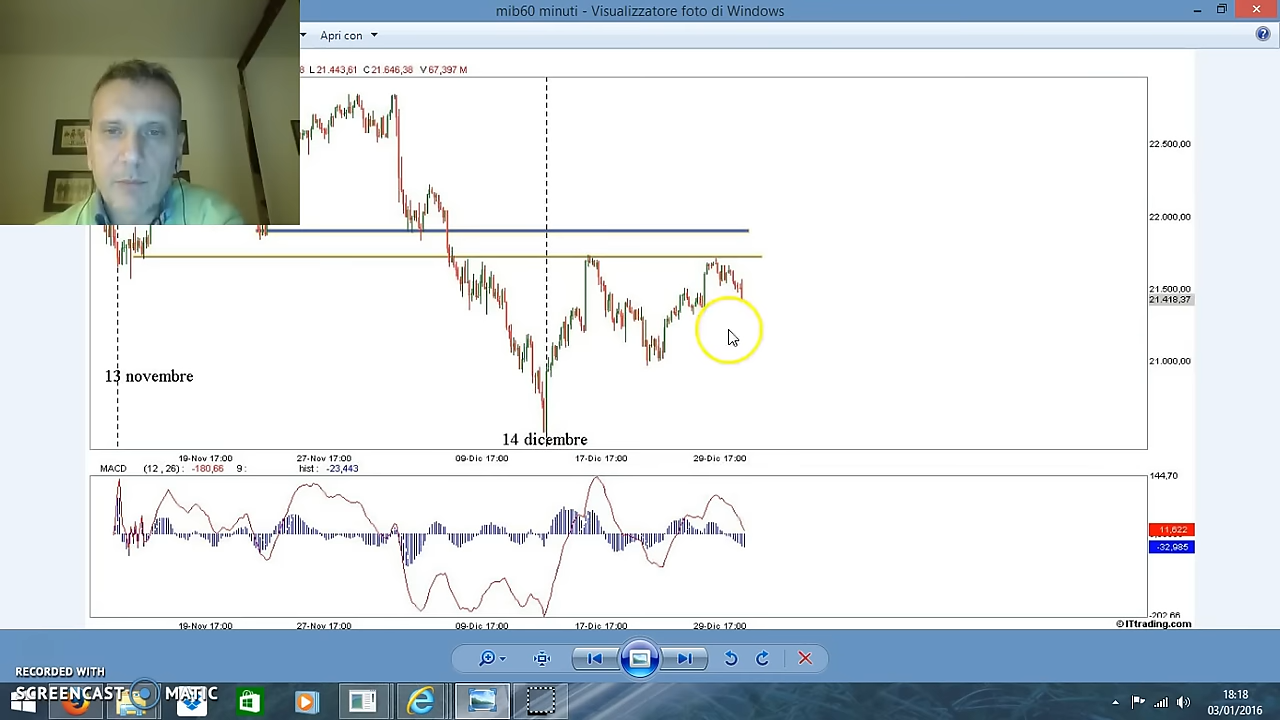 mib60 minuti - Visualizzatore foto di Windows
Apri con
8 L 21.443,61 C 21.646,38 V 67,397 M
22.500,00
22.000,00
21.500,00
21.418,37
21.000,00
13 novembre
14 dicembre
19-Nov 17:00 27-Nov 17:00 09-Dic 17:00 17-Dic 17:00 29-Dic 17:00
MACD (12 , 26) : -180,66 9 : hist : -23,443
144,70
11,622
-32,985
-202,66
19-Nov 17:00 27-Nov 17:00 09-Dic 17:00 17-Dic 17:00 29-Dic 17:00
© ITtrading.com
RECORDED WITH
SCREENCAST MATIC
18:18
03/01/2016